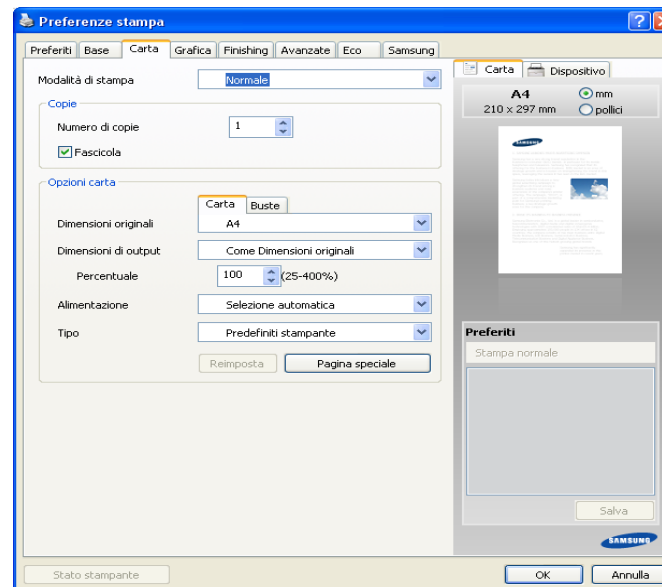 Preferenze stampa
Preferiti Base Carta Grafica Finishing Avanzate Eco Samsung
Modalità di stampa Normale
Copie
Numero di copie 1
Fascicola
Opzioni carta
Carta Buste
Dimensioni originali A4
Dimensioni di output Come Dimensioni originali
Percentuale 100 (25-400%)
Alimentazione Selezione automatica
Tipo Predefiniti stampante
Reimposta Pagina speciale
Carta Dispositivo
A4 mm
210 x 297 mm pollici
SAMSUNG
Preferiti
Stampa normale
Salva
SAMSUNG
Stato stampante OK Annulla